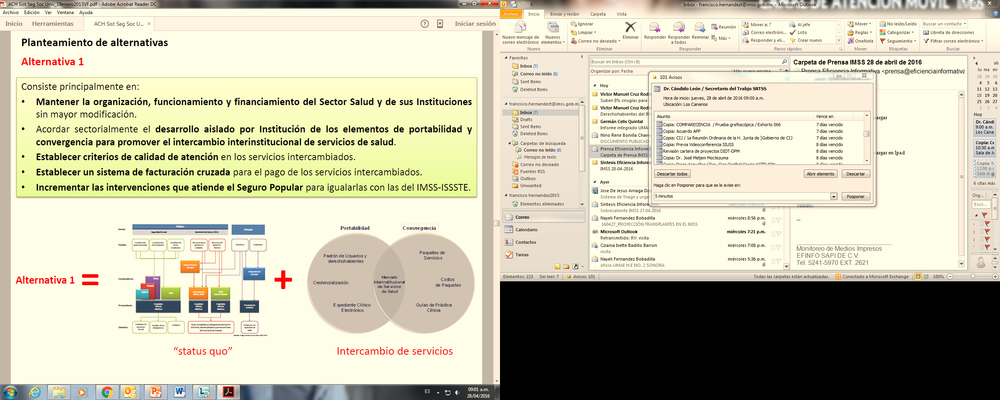 ACH Sist Seg Soc Univ_18enero2013VF.pdf - Adobe Acrobat Reader DC
Archivo Edición Ver Ventana Ayuda
Inicio Herramientas ACH Sist Seg Soc U... × Iniciar sesión
Planteamiento de alternativas
Alternativa 1
Consiste principalmente en:
• Mantener la organización, funcionamiento y financiamiento del Sector Salud y de sus Instituciones
sin mayor modificación.
• Acordar sectorialmente el desarrollo aislado por Institución de los elementos de portabilidad y
convergencia para promover el intercambio interinstitucional de servicios de salud.
• Establecer criterios de calidad de atención en los servicios intercambiados.
• Establecer un sistema de facturación cruzada para el pago de los servicios intercambiados.
• Incrementar las intervenciones que atiende el Seguro Popular para igualarlas con las del IMSS-ISSSTE.
Alternativa 1 = +
Sector
Público
Privado
Seguridad Social
Secretaría de Salud, SESA
Fondos
Contribución
gubernamental
Contribución
del empleador
Contribución
de los
empleados
Recursos de los
gobiernos
estatales
Recursos del
gobierno
federal
Individuos
Empleados
Seguro Popular
de Salud
Aseguradoras
privadas
Compradores
Otros
PEMEX
ISSSTE
IMSS
Secretaría de
Salud y SESA
IMSS
Oportunidades
Proveedores
Hospitales
Clínicas
Médicos
Hospitales
Clínicas
Médicos
Hospitales
Clínicas
Médicos
Proveedores
privados
Usuarios
Trabajadores
del sector
formal
Familias de los
trabajadores
Jubilados
Auto-empleados, trabajadores del sector
informal, desempleados y personas fuera
del mercado de trabajo
Población con
capacidad de
pago
Fuente: Programa Nacional de Salud 2007-2012
"status quo"
Portabilidad
Convergencia
Padrón de Usuarios y
derechohabientes
Credencialización
Expediente Clínico
Electrónico
Mercado
Interinstitucional
de Servicios
de Salud
Paquetes de
Servicios
Costos
de Paquetes
Guías de Práctica
Clínica
Intercambio de servicios
ES
09:01 a.m.
28/04/2016
Inbox - francisco.hernandezt@imss.gob.mx - Microsoft Outlook
DE ATENCIÓN MÓVIL
Archivo Inicio Enviar y recibir Carpeta Vista
Nuevo mensaje de
correo electrónico
Nuevos
elementos
Nuevo
Ignorar
Limpiar
Correo no deseado
Eliminar
Eliminar
Responder
Responder
a todos
Reenviar
Reunión
Más
Responder
Mover a: ?
Correo electróni...
Responder y eli...
Al jefe
Listo
Crear nuevo
Pasos rápidos
Mover
Reglas
OneNote
Mover
No leído/Leído
Categorizar
Seguimiento
Etiquetas
Buscar un contacto
Libreta de direcciones
Filtrar correo electrónico
Buscar
Favoritos
Inbox (7)
Correo no leído (8)
Sent Items
Deleted Items
francisco.hernandezt@imss.gob.m
Inbox (7)
Drafts
Sent Items
Deleted Items
Carpetas de búsqueda
Correo no leído (8)
Mensajes de texto
Correo no deseado
Fuentes RSS
Outbox
Unwanted
francisco hernandez2015
Elementos eliminados
Correo
Calendario
Contactos
Tareas
Buscar en Inbox (Ctrl+B)
Organizar por: Fecha Más nuevo encima
Hoy
Victor Manuel Cruz Rod
Suben 8% cirugías para
Victor Manuel Cruz Rod
Derechohabientes del IM
Germán Celis Quintal
Informe integrado UMA
Nino Rene Bonilla Chav
DOCUMENTO PUBLICAD
Prensa Eficiencia Inform
Carpeta de Prensa IMSS
Síntesis Eficiencia Inform
IMSS 28-04-2016
Ayer
Jose De Jesus Arriaga Da
Sistema de Triage y urge
Sintesis Eficiencia Infor
Sobresaliente IMSS 27.04.2016
Nayeli Fernandez Bobadilla miércoles 8:56 p.m.
160427_PROYECCIÓN TRANSPLANTES EN EL IMSS
Microsoft Outlook miércoles 7:21 p.m.
Retransmitido: RV: visita
Cziania Ivette Badillo Barron miércoles 7:08 p.m.
visita
Nayeli Fernandez Bobadilla miércoles 5:36 p.m.
oficio UMAE H.E NO. 2 SONORA
Carpeta de Prensa IMSS 28 de abril de 2016
Prensa Eficiencia Informativa <prensa@eficienciainformativa
101 Avisos
Dr. Cándido León / Secretario del Trabjo SNTSS
Hora de inicio: jueves, 28 de abril de 2016 09:00 a.m.
Ubicación: Los Canarios
Asunto Vence en
Copia: COMPARECENCIA / Prueba grafoscópica / Exhorto 066 7 días vencido
Copia: Acuerdo APP 7 días vencido
Copia: CIJ / 1a Reunión Ordinaria de la H. Junta de }Gobierno de CIJ 7 días vencido
Copia: Previa Videoconferencia SIUSS 8 días vencido
Revisión cartera de proyectos DIDT-DPM 8 días vencido
Copia: Dr. José Meljem Moctezuma 8 días vencido
Descartar todos Abrir elemento Descartar
Haga clic en Posponer para que se le avise en:
5 minutos Posponer
argar
argar en Ipad
--
Monitoreo de Medios Impresos
EFINFO SAPI DE C.V.
Tel. 5241-5970 EXT. 2621
ab
lu ma mi
28 29 30
4 5 6
11 12 13
18 19 20
25 26 27
2 3 4
Hoy
Dr. Cándi
9:00 a.m.
Los Cana
Copia: Ce
10:30 a.m
Sala de Ju
Copia: T
12:00 p.r
Sala d
6 citas más
Org...
Escri...
Elementos: 223 Sin leer: 7 Avisos: 101 Todas las carpetas están actualizadas. Conectado a Microsoft Exchange 100%